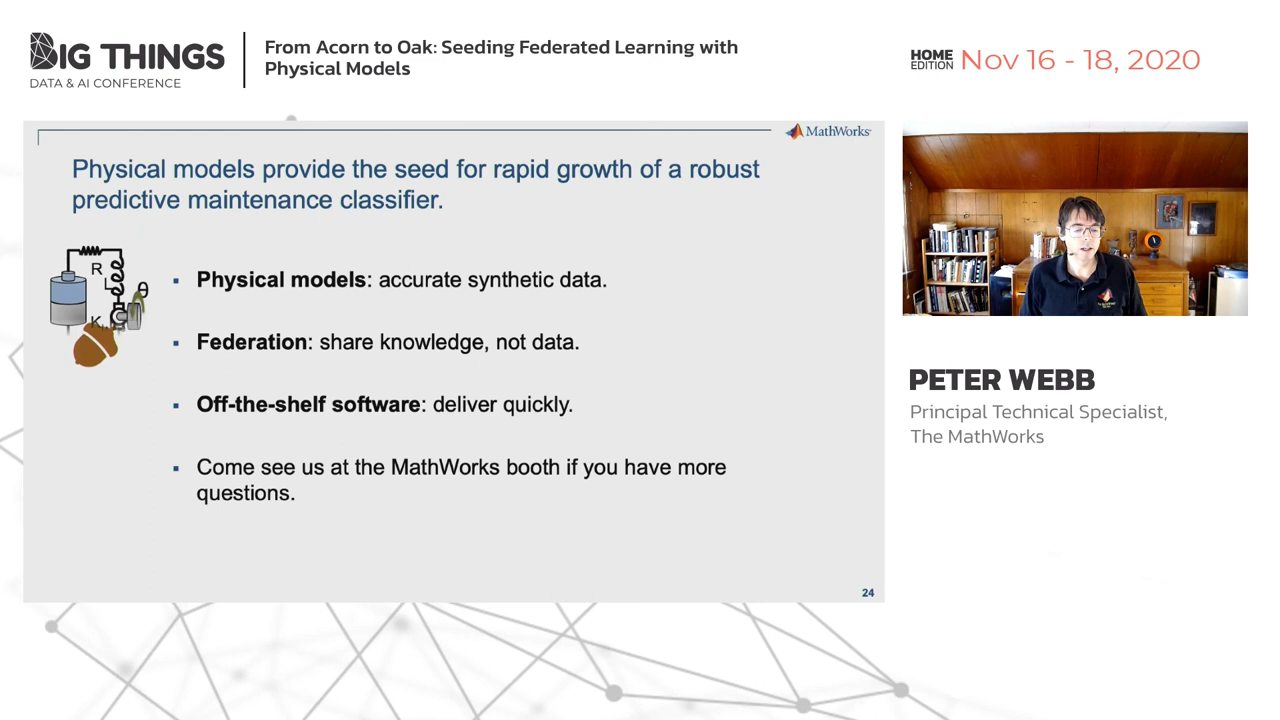 BIG THINGS
DATA & AI CONFERENCE
From Acorn to Oak: Seeding Federated Learning with
Physical Models
HOME
EDITION
Nov 16 - 18, 2020
MathWorks
Physical models provide the seed for rapid growth of a robust
predictive maintenance classifier.
R
L
θ
K
▪ Physical models: accurate synthetic data.
▪ Federation: share knowledge, not data.
▪ Off-the-shelf software: deliver quickly.
▪ Come see us at the MathWorks booth if you have more
questions.
24
PETER WEBB
Principal Technical Specialist,
The MathWorks